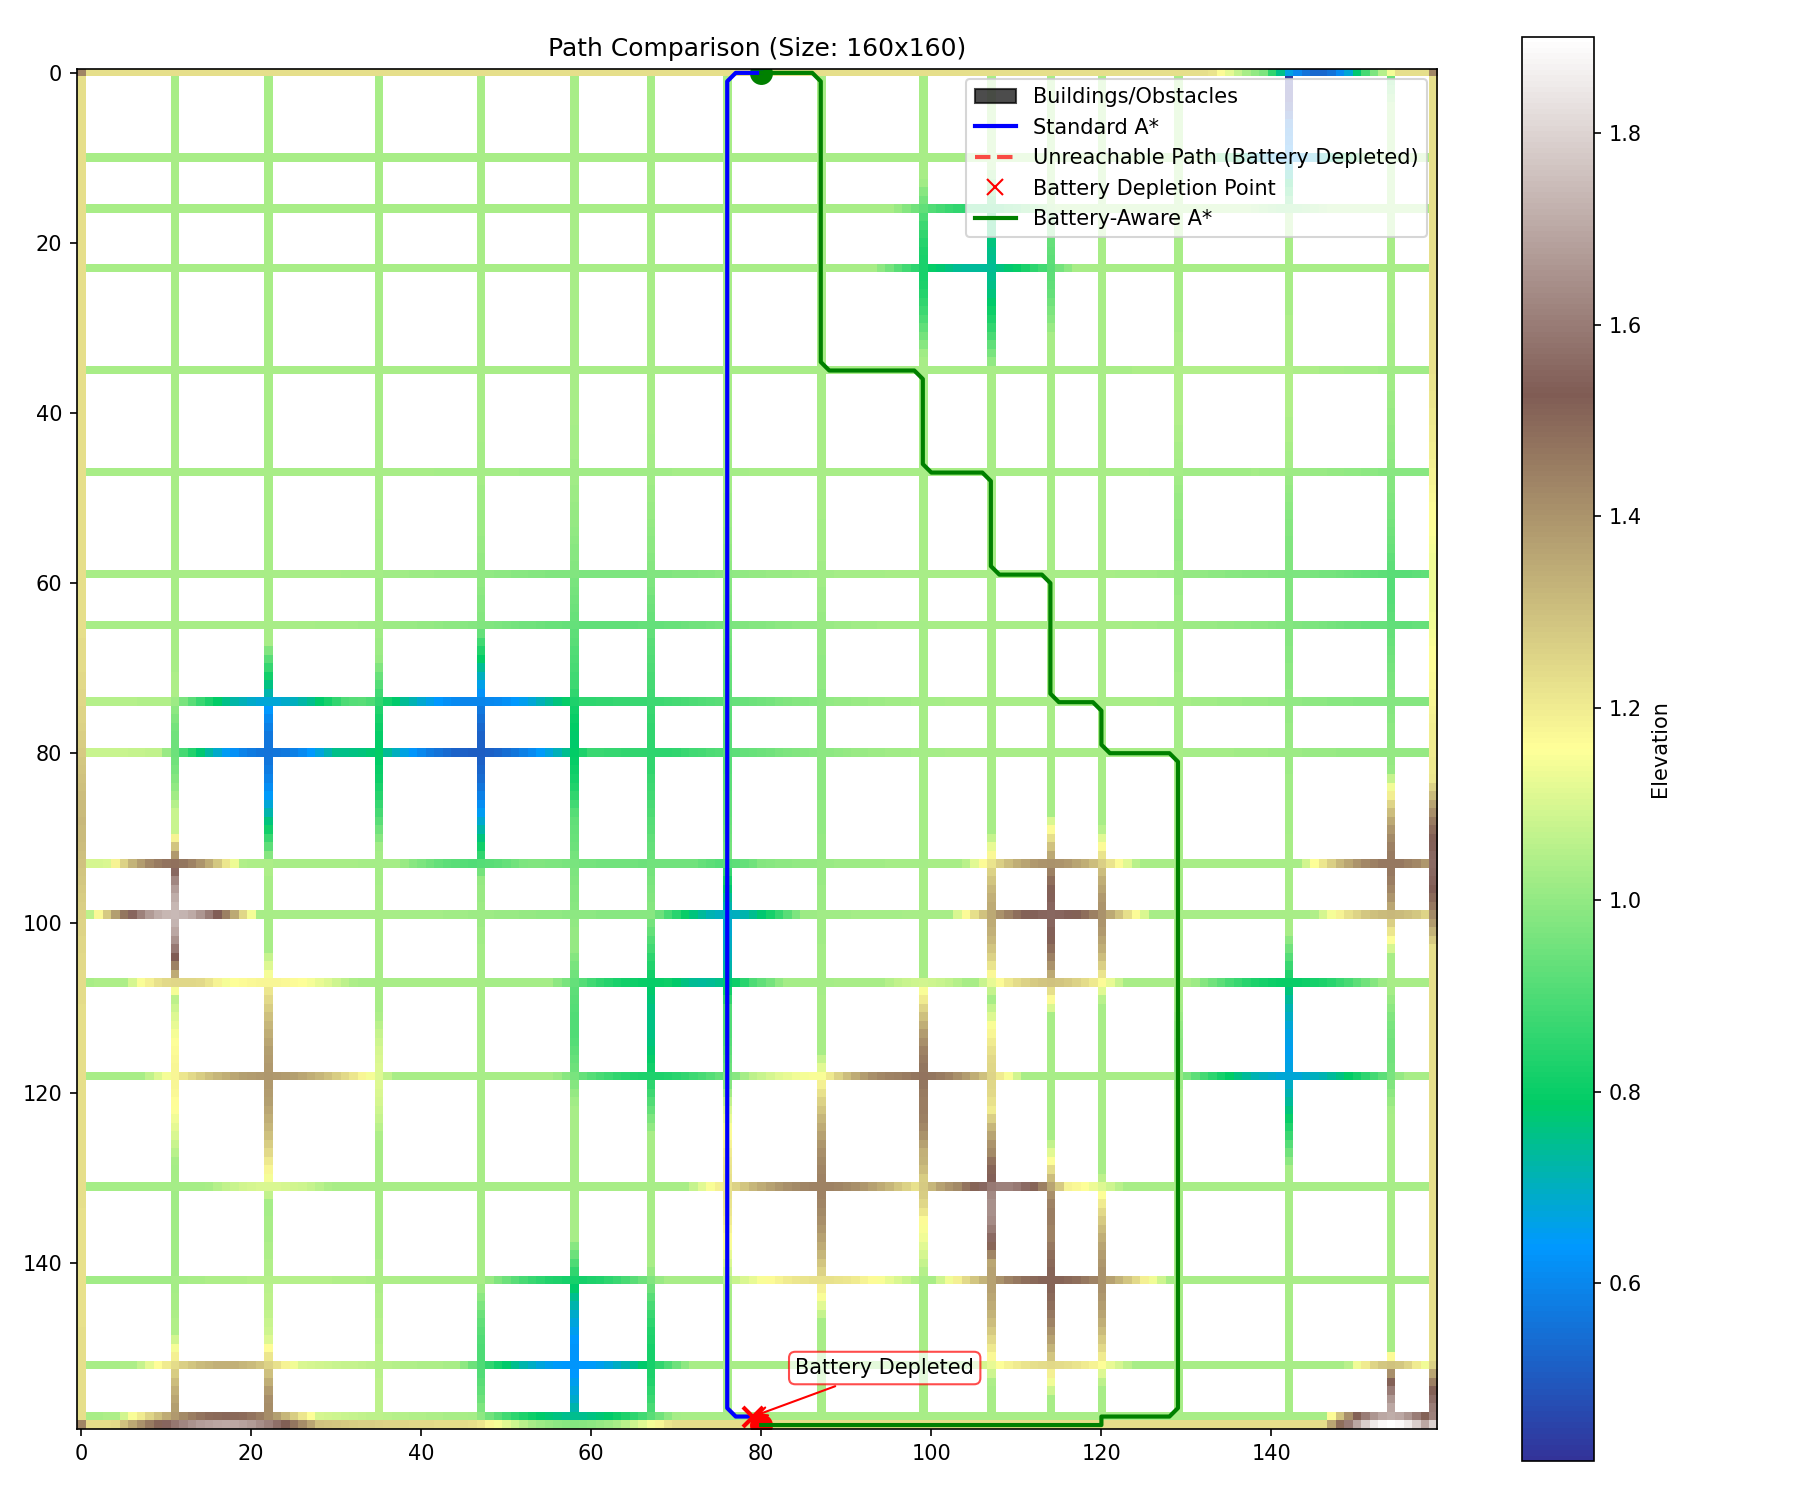 Path Comparison (Size: 160x160)
Buildings/Obstacles
Standard A*
Unreachable Path (Battery Depleted)
Battery Depletion Point
Battery-Aware A*
0
20
40
60
80
100
120
140
0
20
40
60
80
100
120
140
Battery Depleted
1.8
1.6
1.4
1.2
1.0
0.8
0.6
Elevation